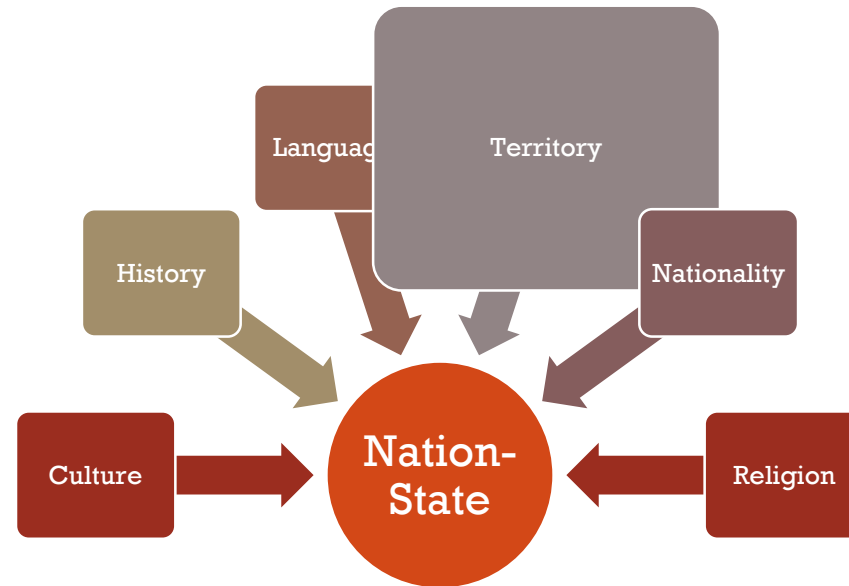 Languag
Territory
History
Nationality
Nation-
State
Culture
Religion